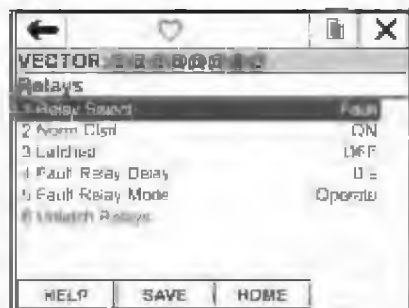 VECTOR
Relays
1 Relay Select Fault
2 Norm Clsd ON
3 Latched OFF
4 Fault Relay Delay 0 s
5 Fault Relay Mode Operate
6 Unlatch Relays
HELP SAVE HOME